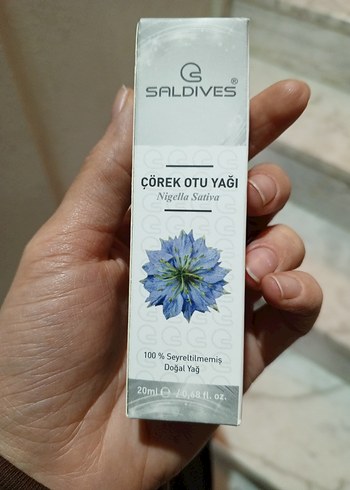 SALDIVES®
ÇÖREK OTU YAĞI
Nigella Sativa
100 % Seyreltilmemiş
Doğal Yağ
20ml ℮ / 0,68 fl. oz.